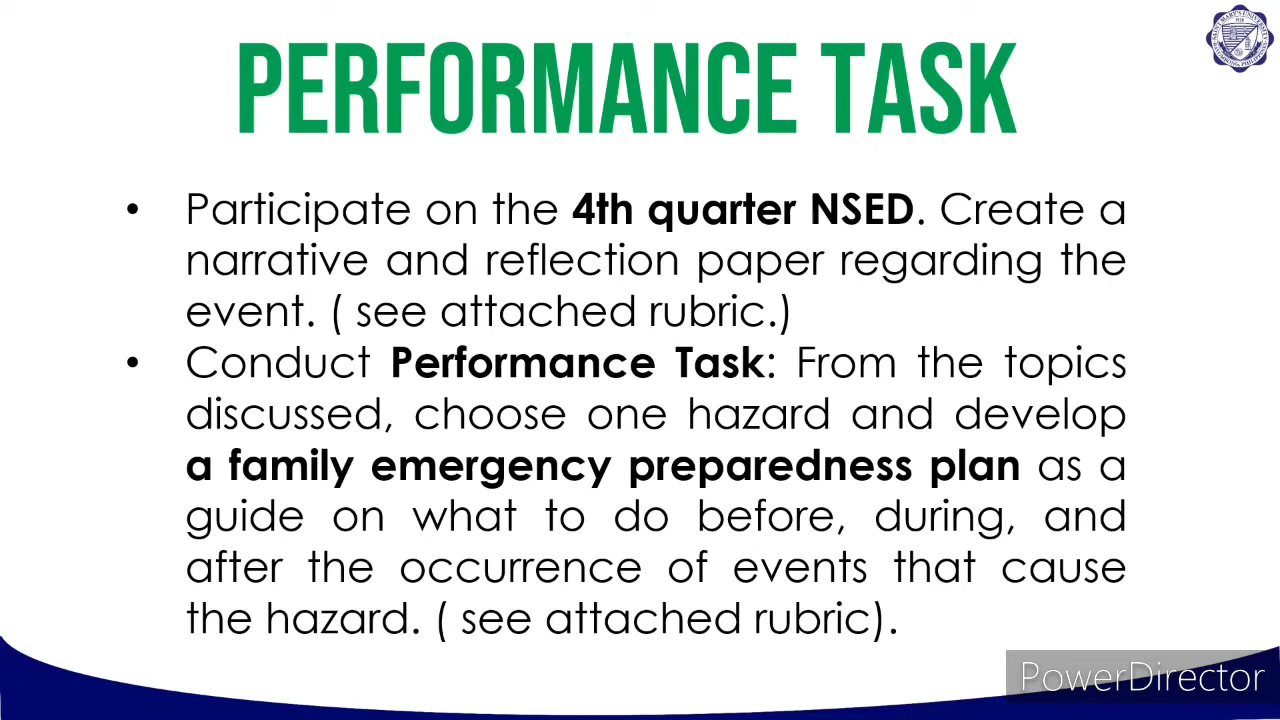 PERFORMANCE TASK
• Participate on the 4th quarter NSED. Create a
narrative and reflection paper regarding the
event. ( see attached rubric.)
• Conduct Performance Task: From the topics
discussed, choose one hazard and develop
a family emergency preparedness plan as a
guide on what to do before, during, and
after the occurrence of events that cause
the hazard. ( see attached rubric).
PowerDirector